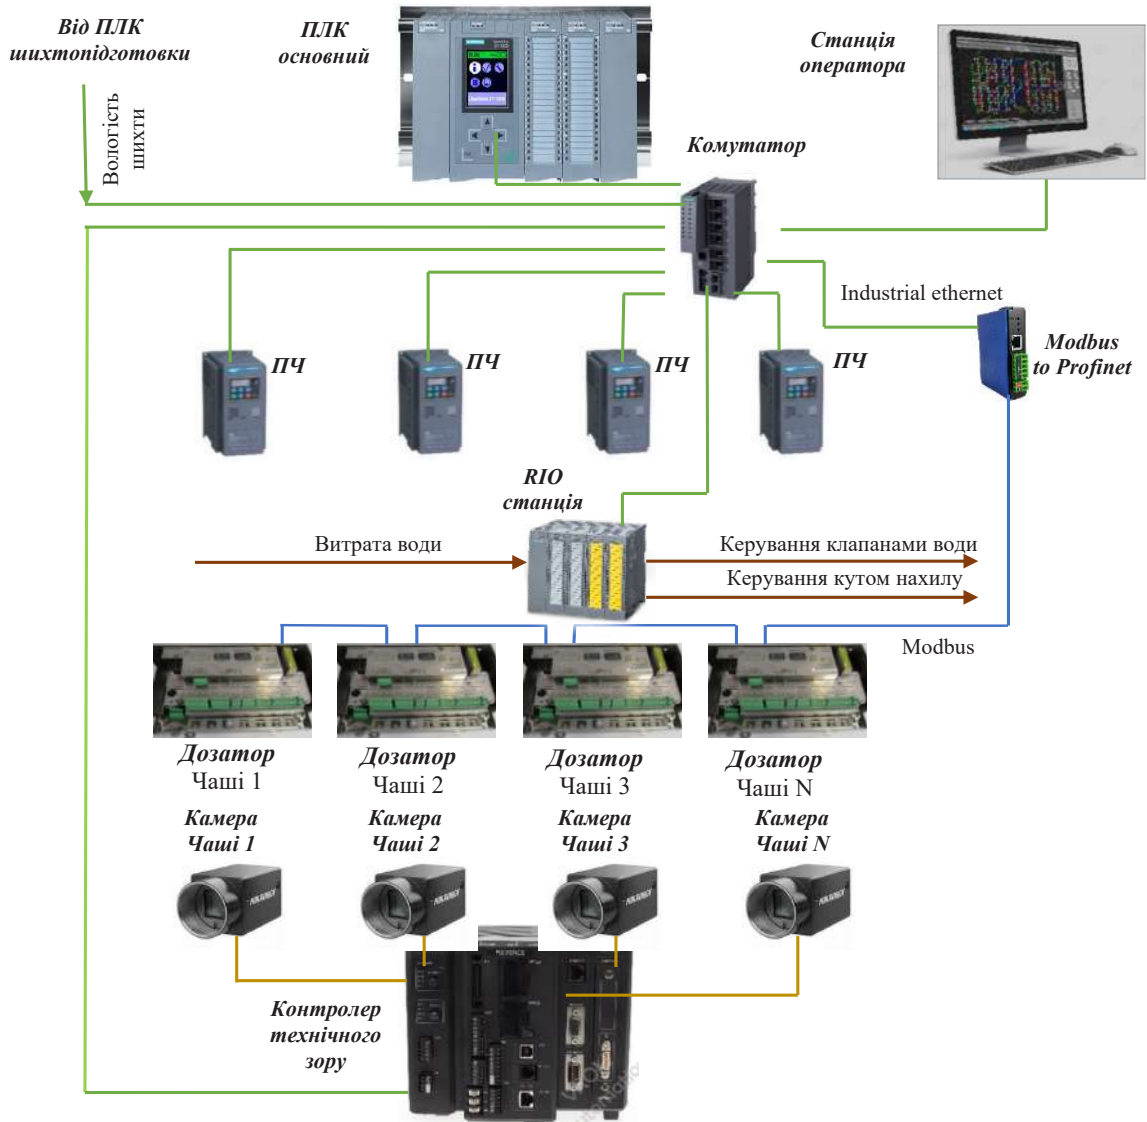 Від ПЛК
шихтопідготовки
ПЛК
основний
Станція
оператора
Вологість
шихти
Комутатор
Industrial ethernet
ПЧ
ПЧ
ПЧ
ПЧ
Modbus
to Profinet
RIO
станція
Витрата води
Керування клапанами води
Керування кутом нахилу
Modbus
Дозатор
Чаші 1
Дозатор
Чаші 2
Дозатор
Чаші 3
Дозатор
Чаші N
Камера
Чаші 1
Камера
Чаші 2
Камера
Чаші 3
Камера
Чаші N
KEYENCE
Контролер
технічного
зору